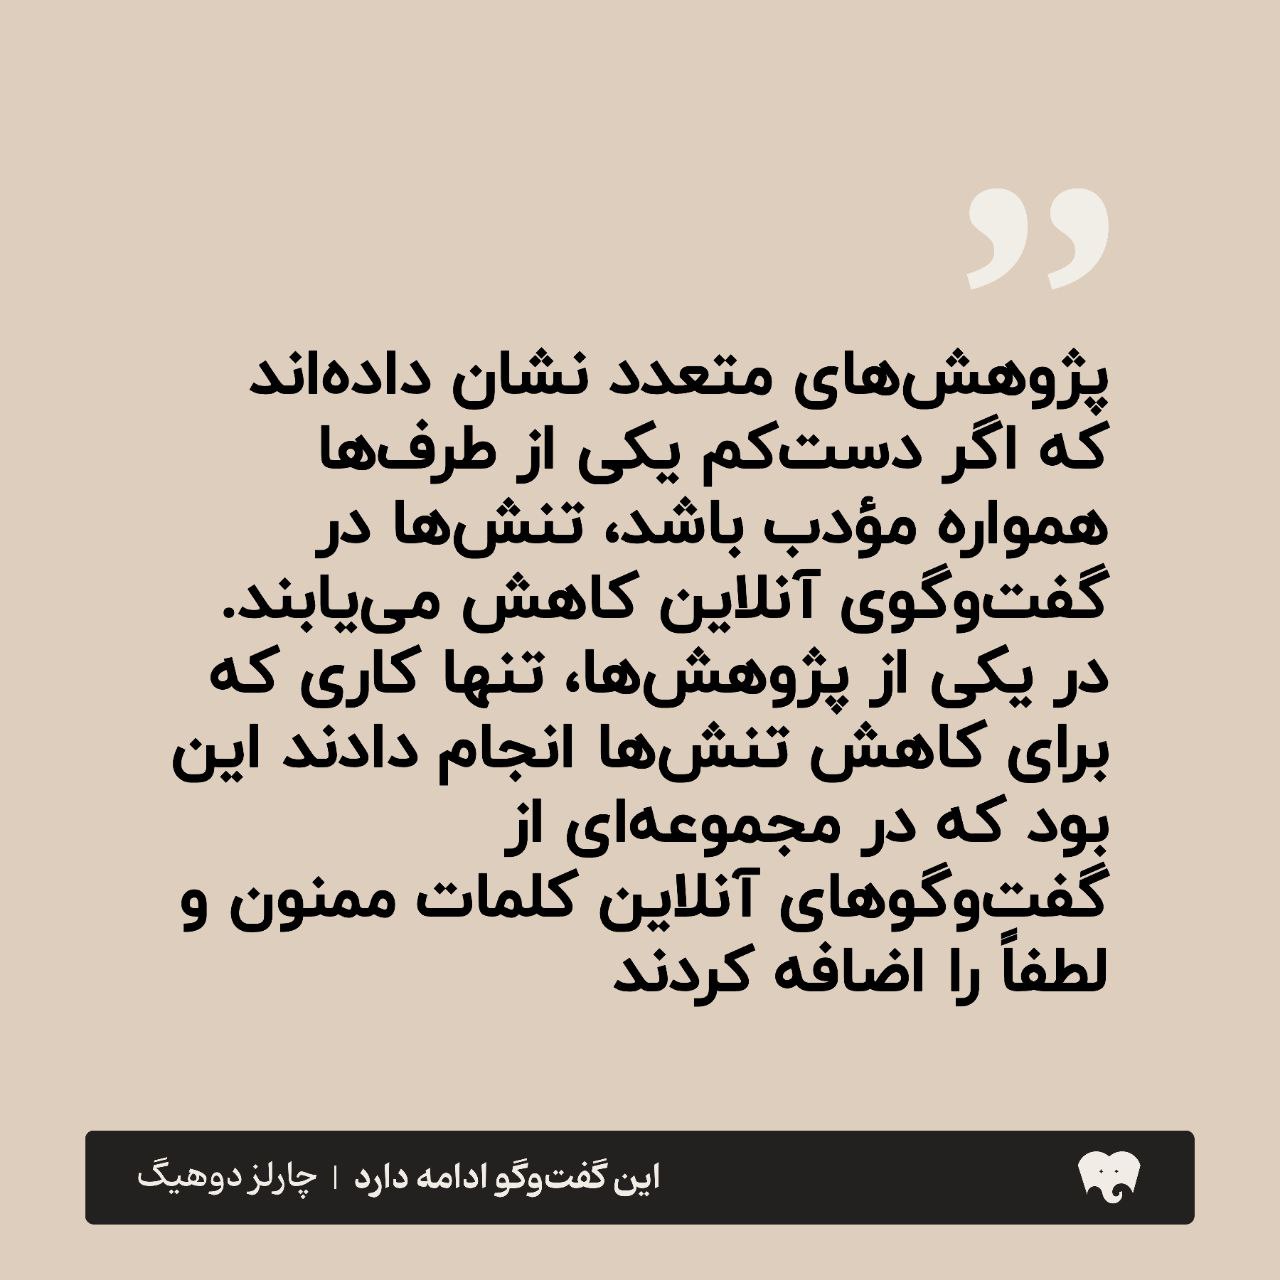 ”
پژوهش‌های متعدد نشان داده‌اند
که اگر دست‌کم یکی از طرف‌ها
همواره مؤدب باشد، تنش‌ها در
گفت‌وگوی آنلاین کاهش می‌یابند.
در یکی از پژوهش‌ها، تنها کاری که
برای کاهش تنش‌ها انجام دادند این
بود که در مجموعه‌ای از
گفت‌وگوهای آنلاین کلمات ممنون و
لطفاً را اضافه کردند
این گفت‌وگو ادامه دارد | چارلز دوهیگ